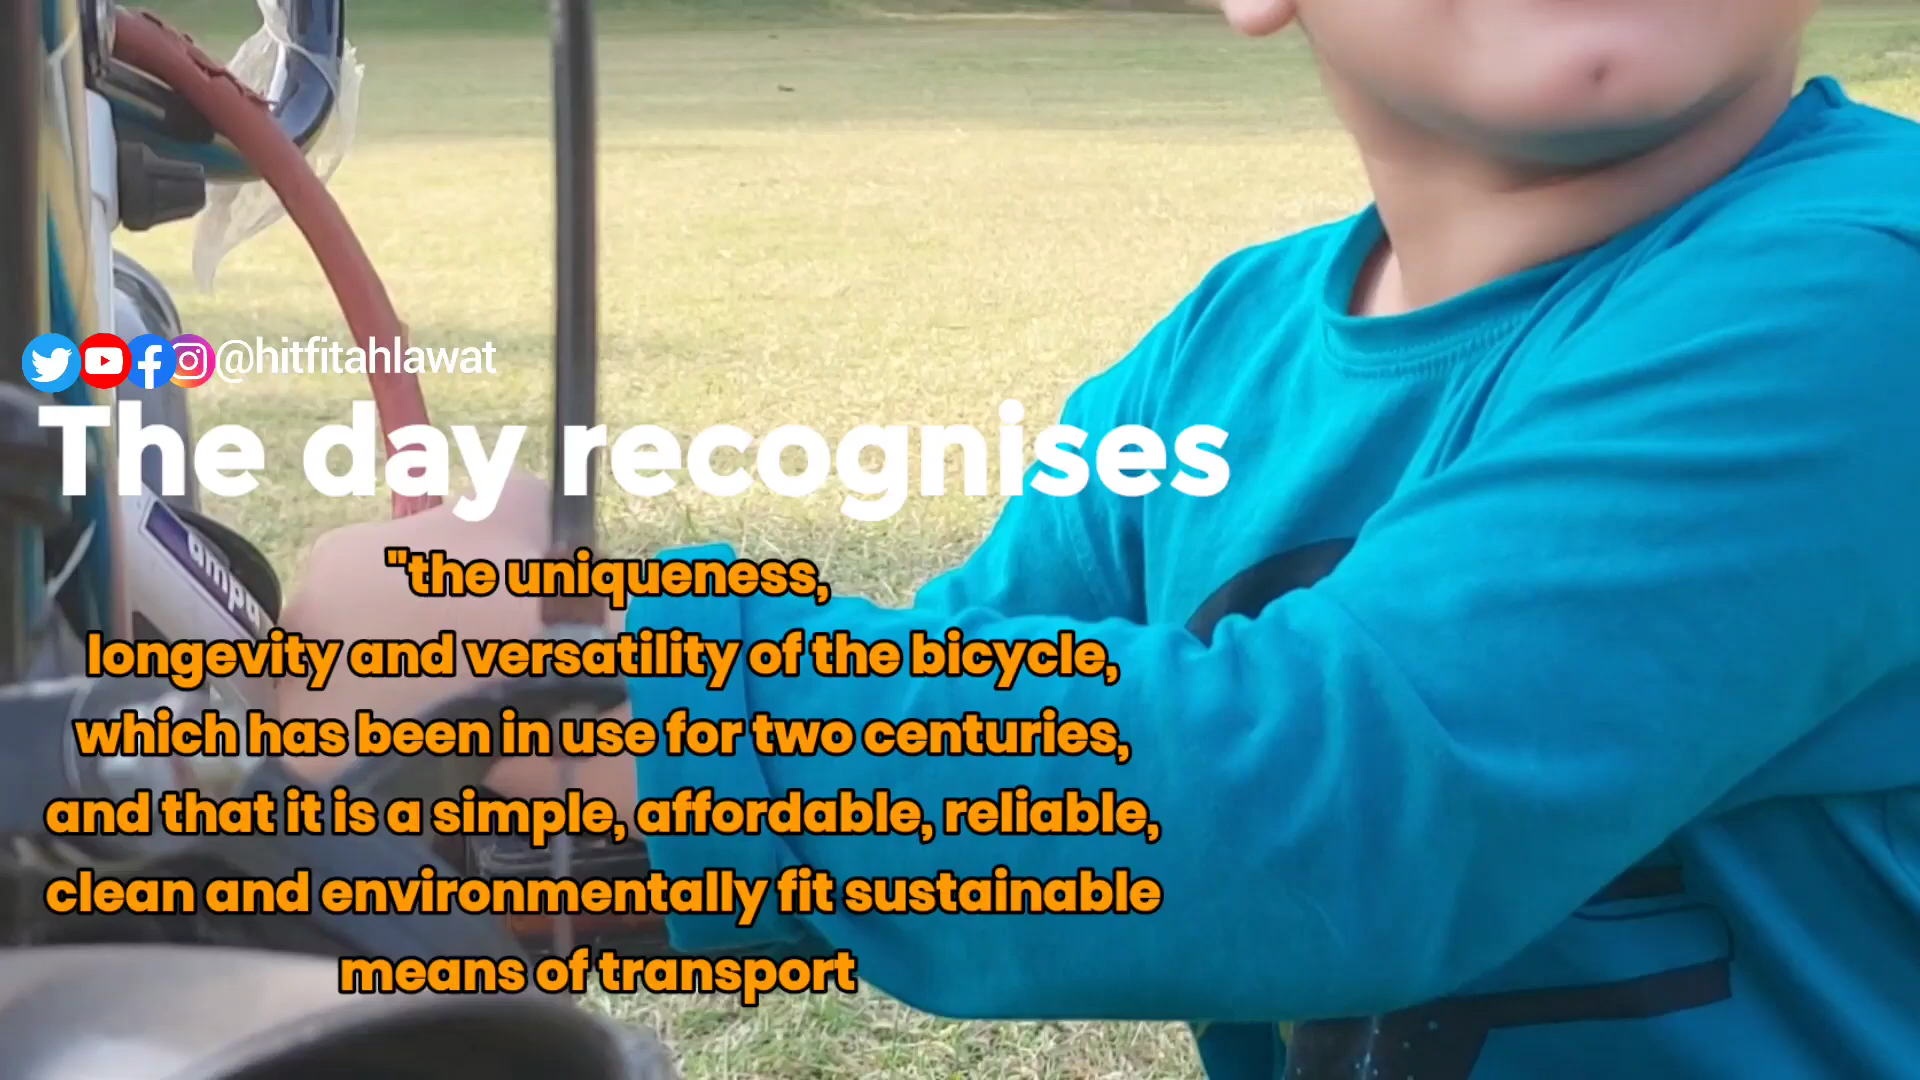 @hitfitahlawat
The day recognises
"the uniqueness,
longevity and versatility of the bicycle,
which has been in use for two centuries,
and that it is a simple, affordable, reliable,
clean and environmentally fit sustainable
means of transport